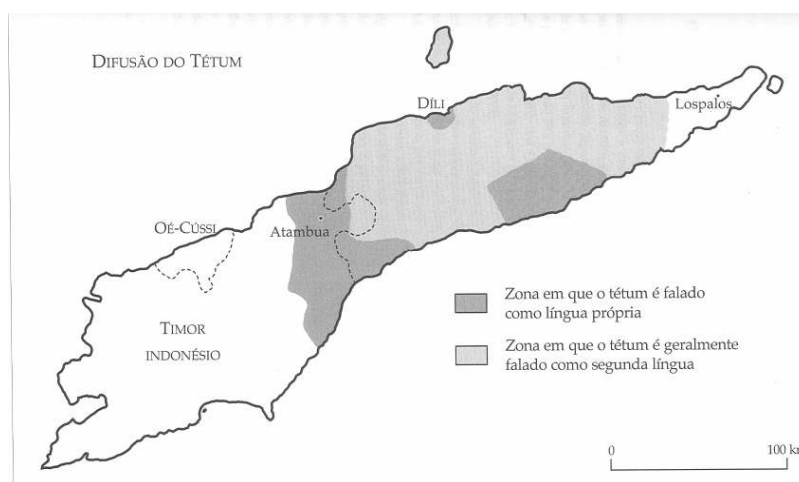 DIFUSÃO DO TÉTUM
DÍLI
Lospalos
OÉ-CÚSSI
Atambua
TIMOR
INDONÉSIO
Zona em que o tétum é falado
como língua própria
Zona em que o tétum é geralmente
falado como segunda língua
0 100 km